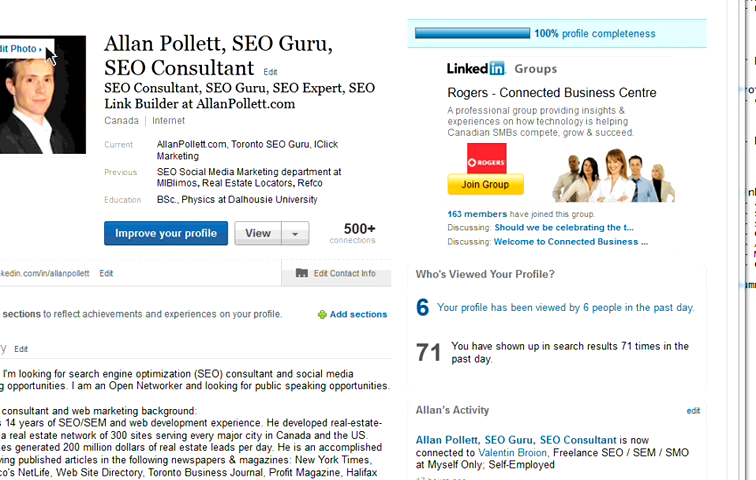 dit Photo
Allan Pollett, SEO Guru,
SEO Consultant Edit
SEO Consultant, SEO Guru, SEO Expert, SEO
Link Builder at AllanPollett.com
Canada | Internet
Current AllanPollett.com, Toronto SEO Guru, IClick
Marketing
Previous SEO Social Media Marketing department at
MIBlimos, Real Estate Locators, Refco
Education BSc., Physics at Dalhousie University
Improve your profile View 500+
connections
kedin.com/in/allanpollett Edit Edit Contact Info
sections to reflect achievements and experiences on your profile. Add sections
y Edit
I'm looking for search engine optimization (SEO) consultant and social media
g opportunities. I am an Open Networker and looking for public speaking opportunities.
consultant and web marketing background:
s 14 years of SEO/SEM and web development experience. He developed real-estate-
a real estate network of 300 sites serving every major city in Canada and the US.
tes generated 200 million dollars of real estate leads per day. He is an accomplished
ving published articles in the following newspapers & magazines: New York Times,
co's NetLife, Web Site Directory, Toronto Business Journal, Profit Magazine, Halifax
100% profile completeness
Linked in Groups
Rogers - Connected Business Centre
A professional group providing insights &
experiences on how technology is helping
Canadian SMBs compete, grow & succeed.
ROGERS
Join Group
163 members have joined this group.
Discussing: Should we be celebrating the t...
Discussing: Welcome to Connected Business ...
Who's Viewed Your Profile?
6 Your profile has been viewed by 6 people in the past day.
71 You have shown up in search results 71 times in the
past day.
Allan's Activity edit
Allan Pollett, SEO Guru, SEO Consultant is now
connected to Valentin Broion, Freelance SEO / SEM / SMO
at Myself Only; Self-Employed